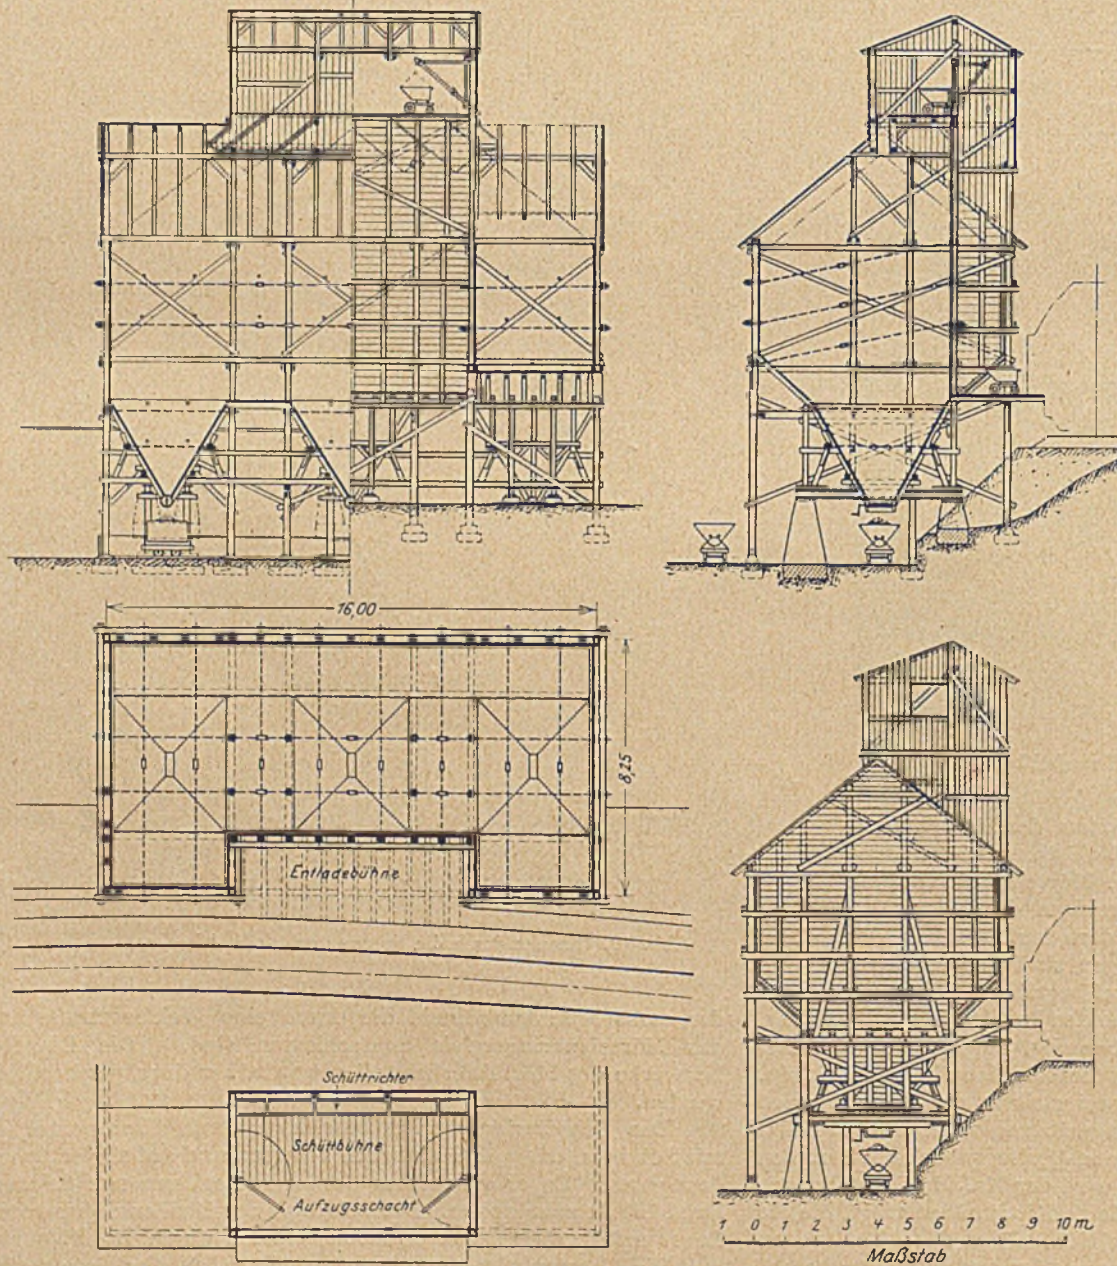 16,00
8,25
Entladebühne
Schüttrichter
Schüttbühne
Aufzugsschacht
1 0 1 2 3 4 5 6 7 8 9 10 m
Maßstab